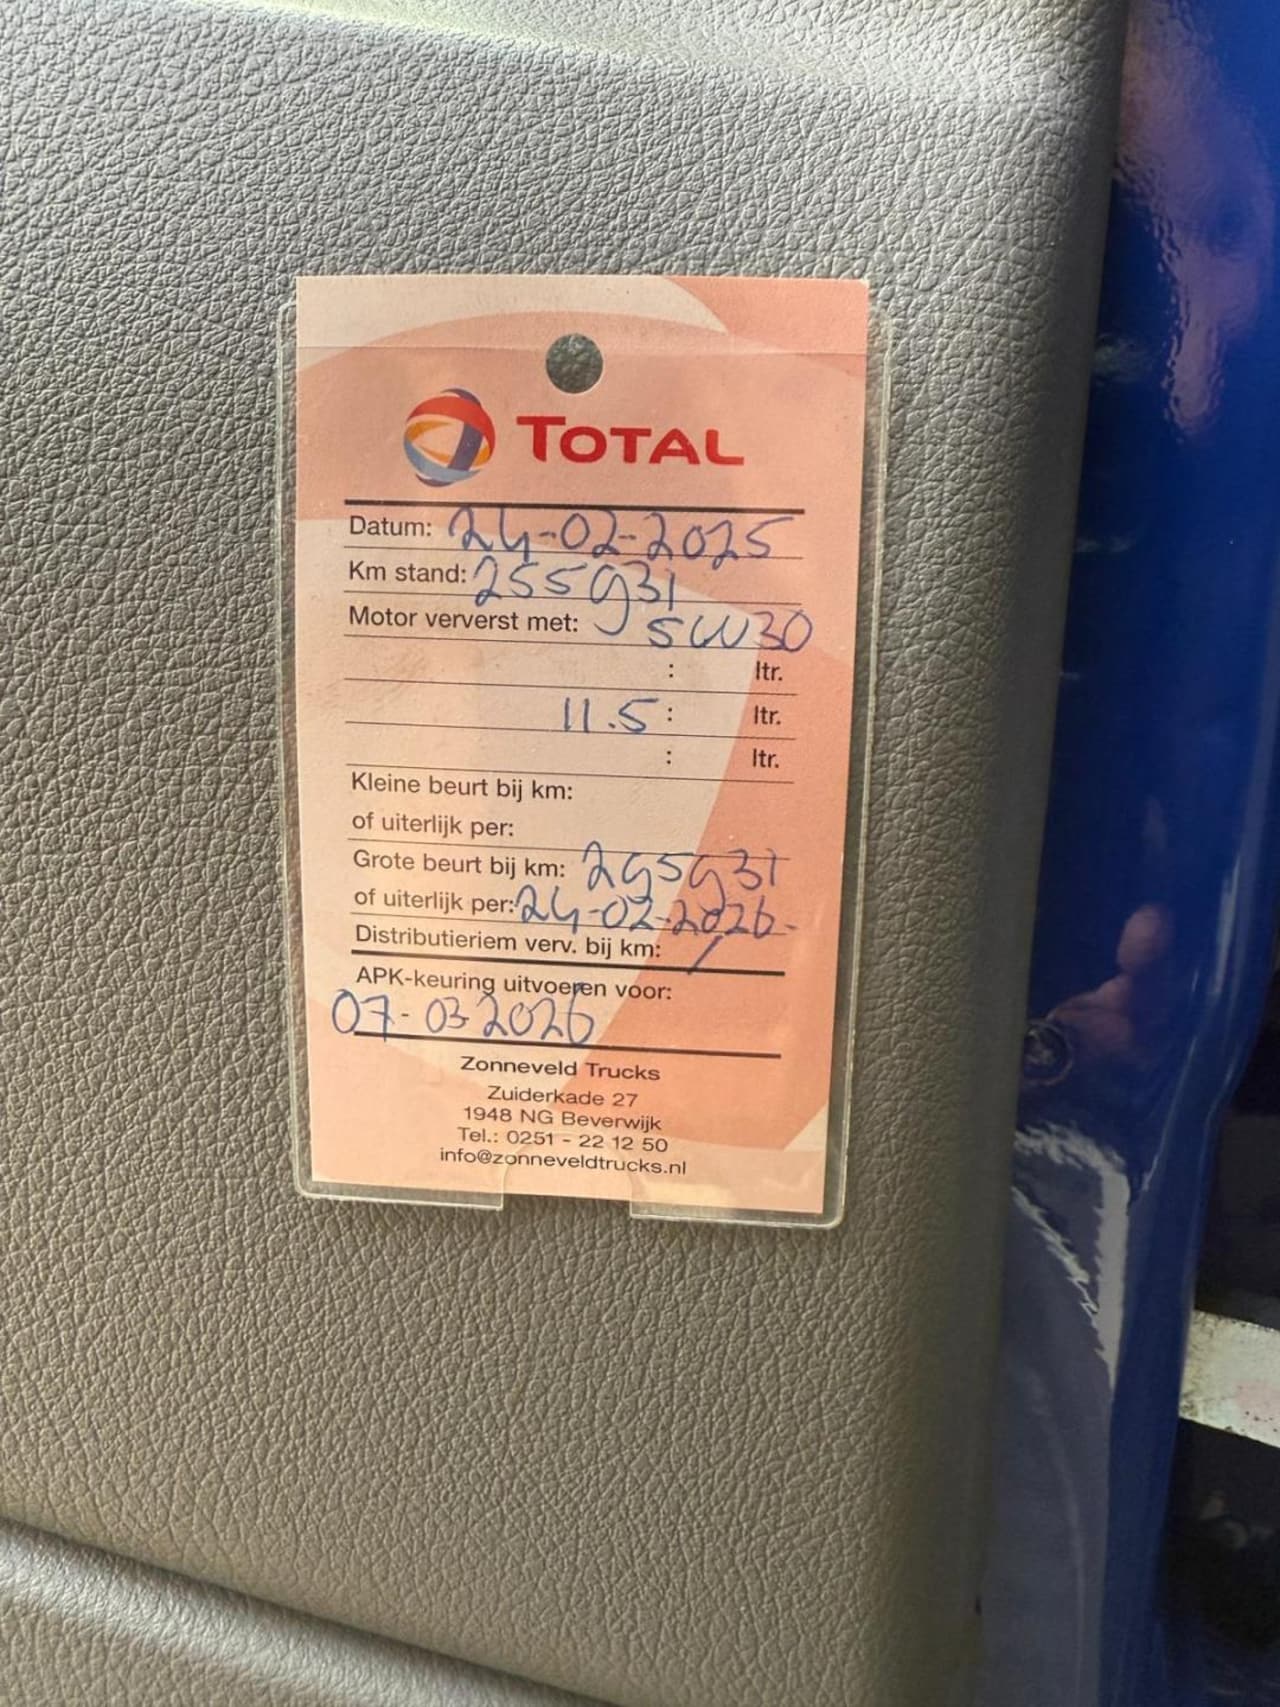 TOTAL
Datum: 24-02-2025
Km stand: 255931
Motor ververst met: 5W30
: ltr.
11.5 : ltr.
: ltr.
Kleine beurt bij km:
of uiterlijk per:
Grote beurt bij km: 295931
of uiterlijk per: 24-02-2026-
Distributieriem verv. bij km: /
APK-keuring uitvoeren voor:
07-03 2026
Zonneveld Trucks
Zuiderkade 27
1948 NG Beverwijk
Tel.: 0251 - 22 12 50
info@zonneveldtrucks.nl